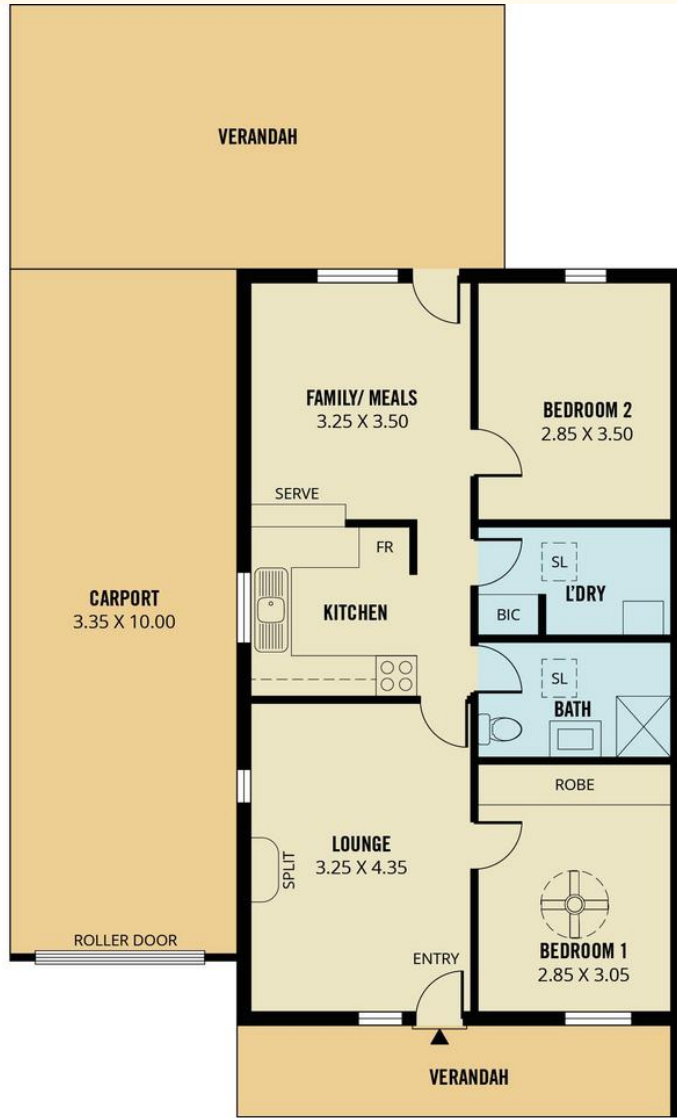 VERANDAH
FAMILY/ MEALS
3.25 X 3.50
BEDROOM 2
2.85 X 3.50
SERVE
FR
SL
L'DRY
CARPORT
3.35 X 10.00
KITCHEN
BIC
SL
BATH
ROBE
LOUNGE
3.25 X 4.35
SPLIT
ROLLER DOOR
ENTRY
BEDROOM 1
2.85 X 3.05
VERANDAH